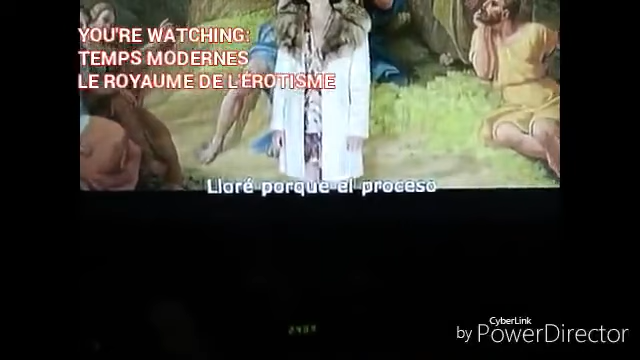 YOU'RE WATCHING:
TEMPS MODERNES
LE ROYAUME DE L'ÉROTISME
Lloré porque el proceso
CyberLink
by PowerDirector